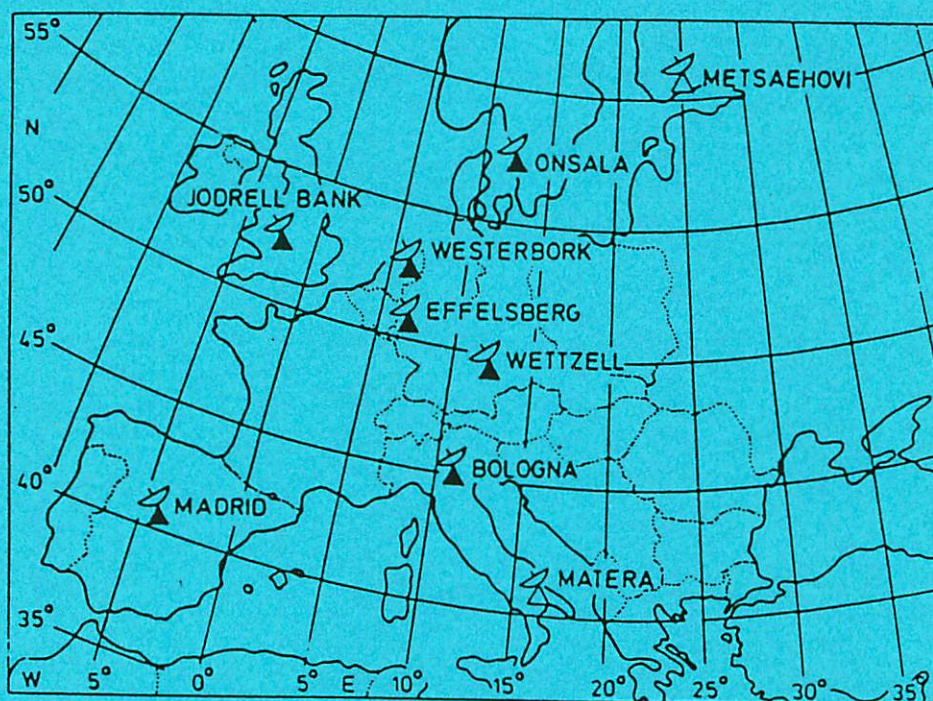 55°
METSAEHOVI
N
ONSALA
50°
JODRELL BANK
WESTERBORK
EFFELSBERG
45°
WETTZELL
BOLOGNA
40°
MADRID
MATERA
35°
W 5° 0° E 10° 15° 20° 25° 30° 35°